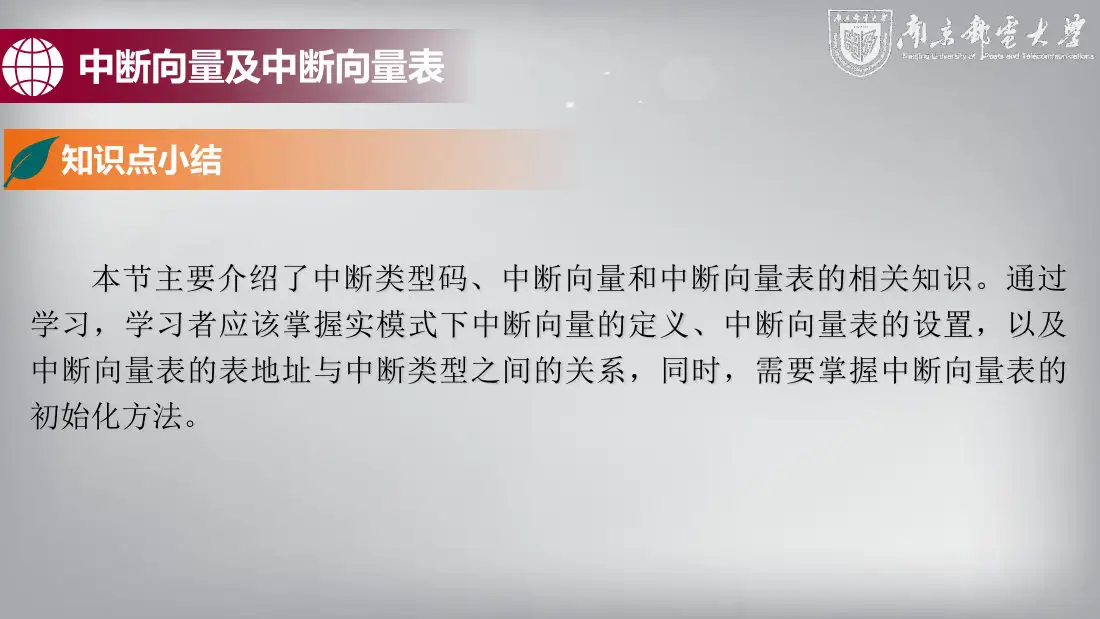 南京邮电大学
Nanjing University of Posts and Telecommunications
中断向量及中断向量表
知识点小结
本节主要介绍了中断类型码、中断向量和中断向量表的相关知识。通过
学习，学习者应该掌握实模式下中断向量的定义、中断向量表的设置，以及
中断向量表的表地址与中断类型之间的关系，同时，需要掌握中断向量表的
初始化方法。